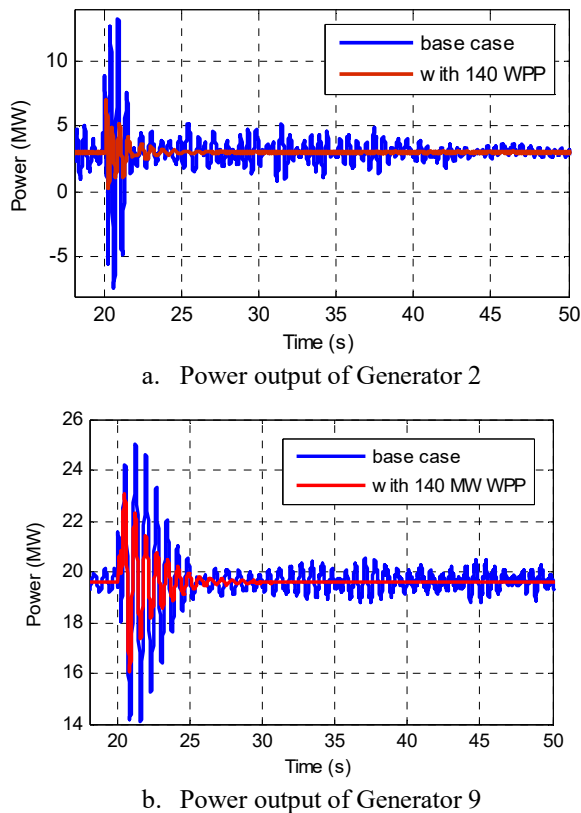 base case
with 140 WPP
Power (MW)
10
5
0
-5
20 25 30 35 40 45 50
Time (s)
a. Power output of Generator 2
base case
with 140 MW WPP
Power (MW)
26
24
22
20
18
16
14
20 25 30 35 40 45 50
Time (s)
b. Power output of Generator 9